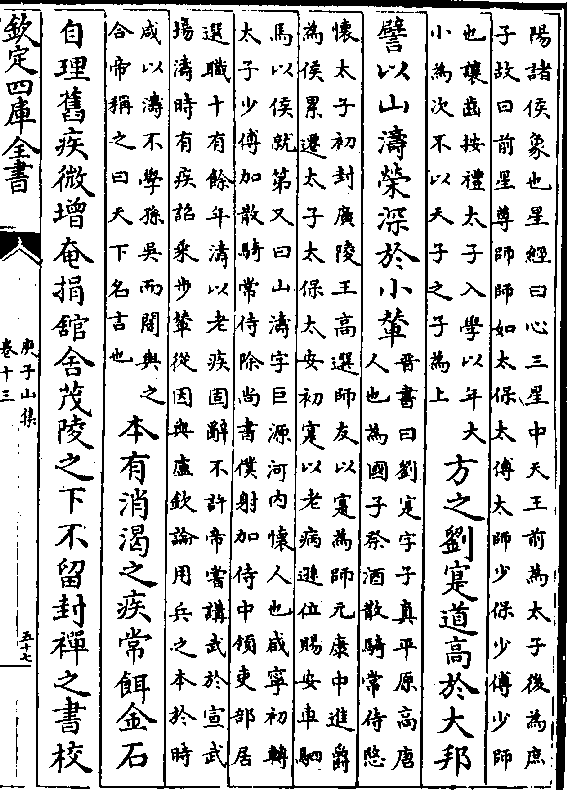 陽諸侯象也星經曰心三星中天王前為太子後為庶
子故曰前星尊師師如太保太傅太師少保少傅少師
也讓齒按禮太子入學以年大
小為次不以天子之子為上
方之劉寔道高於大邦
譬以山濤榮深於小輦
晉書曰劉寔字子真平原高唐
人也為國子祭酒散騎常侍愍
懷太子初封廣陵王高選師友以寔為師元康中進爵
為侯累遷太子太保太安初寔以老病遜位賜安車駟
馬以侯就第又曰山濤字巨源河內懷人也咸寧初轉
太子少傅加散騎常侍除尚書僕射加侍中領吏部居
選職十有餘年濤以老疾固辭不許帝嘗講武於宣武
場濤時有疾詔乘步輦從因與盧欽論用兵之本於時
咸以濤不學孫吳而闇與之
合帝稱之曰天下名言也
本有消渴之疾常餌金石
自理舊疾微增奄捐舘舍茂陵之下不留封禪之書校
欽定四庫全書
庚子山集
卷十三
五十七